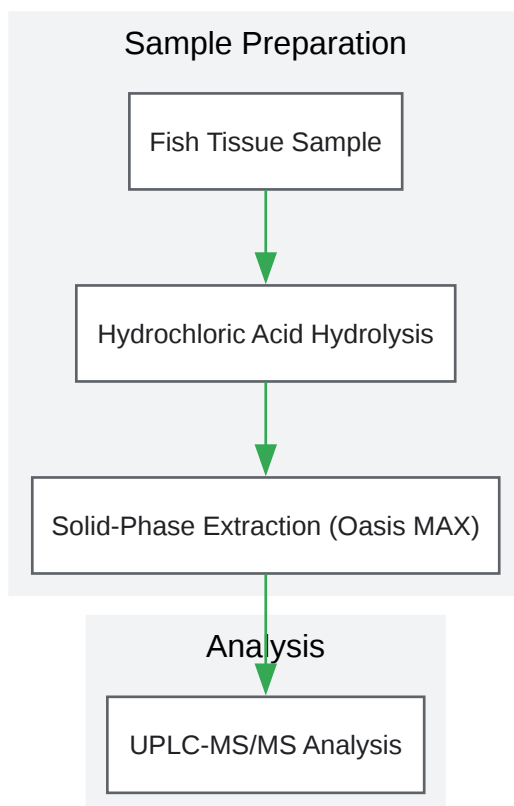 Sample Preparation
Fish Tissue Sample
Hydrochloric Acid Hydrolysis
Solid-Phase Extraction (Oasis MAX)
Analysis
UPLC-MS/MS Analysis